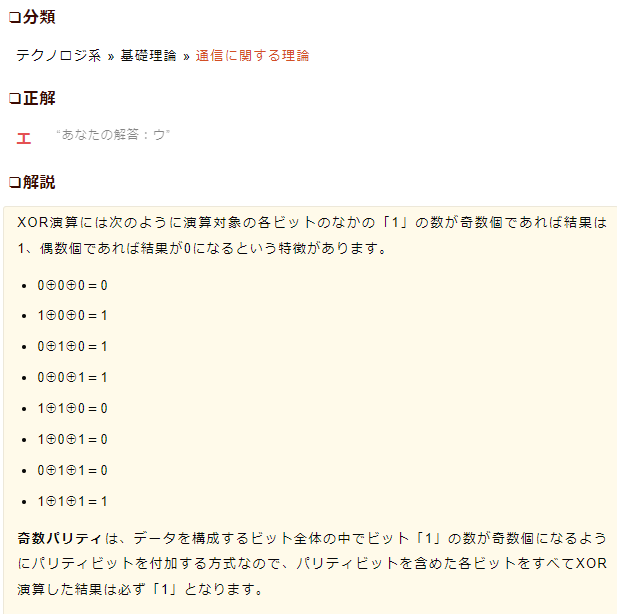 ❏分類
テクノロジ系 » 基礎理論 » 通信に関する理論
❏正解
エ “あなたの解答：ウ”
❏解説
XOR演算には次のように演算対象の各ビットのなかの「1」の数が奇数個であれば結果は
1、偶数個であれば結果が0になるという特徴があります。
• 0⊕0⊕0＝0
• 1⊕0⊕0＝1
• 0⊕1⊕0＝1
• 0⊕0⊕1＝1
• 1⊕1⊕0＝0
• 1⊕0⊕1＝0
• 0⊕1⊕1＝0
• 1⊕1⊕1＝1
奇数パリティは、データを構成するビット全体の中でビット「1」の数が奇数個になるよう
にパリティビットを付加する方式なので、パリティビットを含めた各ビットをすべてXOR
演算した結果は必ず「1」となります。